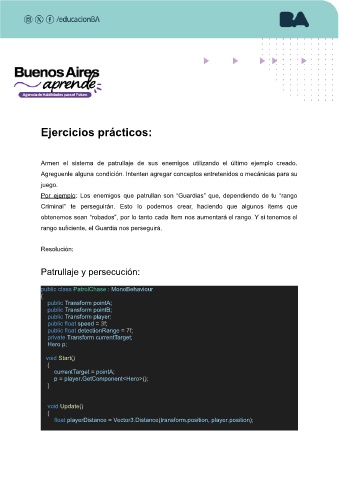 /educacionBA
BA
Buenos Aires
aprende
Agencia de Habilidades para el Futuro
Ejercicios prácticos:
Armen el sistema de patrullaje de sus enemigos utilizando el último ejemplo creado.
Agreguenle alguna condición. Intenten agregar conceptos entretenidos o mecánicas para su
juego.
Por ejemplo: Los enemigos que patrullan son “Guardias” que, dependiendo de tu “rango
Criminal” te perseguirán. Esto lo podemos crear, haciendo que algunos ítems que
obtenemos sean “robados”, por lo tanto cada ítem nos aumentará el rango. Y si tenemos el
rango suficiente, el Guardia nos perseguirá.
Resolución:
Patrullaje y persecución:
public class PatrolChase : MonoBehaviour
{
public Transform pointA;
public Transform pointB;
public Transform player;
public float speed = 3f;
public float detectionRange = 7f;
private Transform currentTarget;
Hero p;
void Start()
{
currentTarget = pointA;
p = player.GetComponent<Hero>();
}
void Update()
{
float playerDistance = Vector3.Distance(transform.position, player.position);